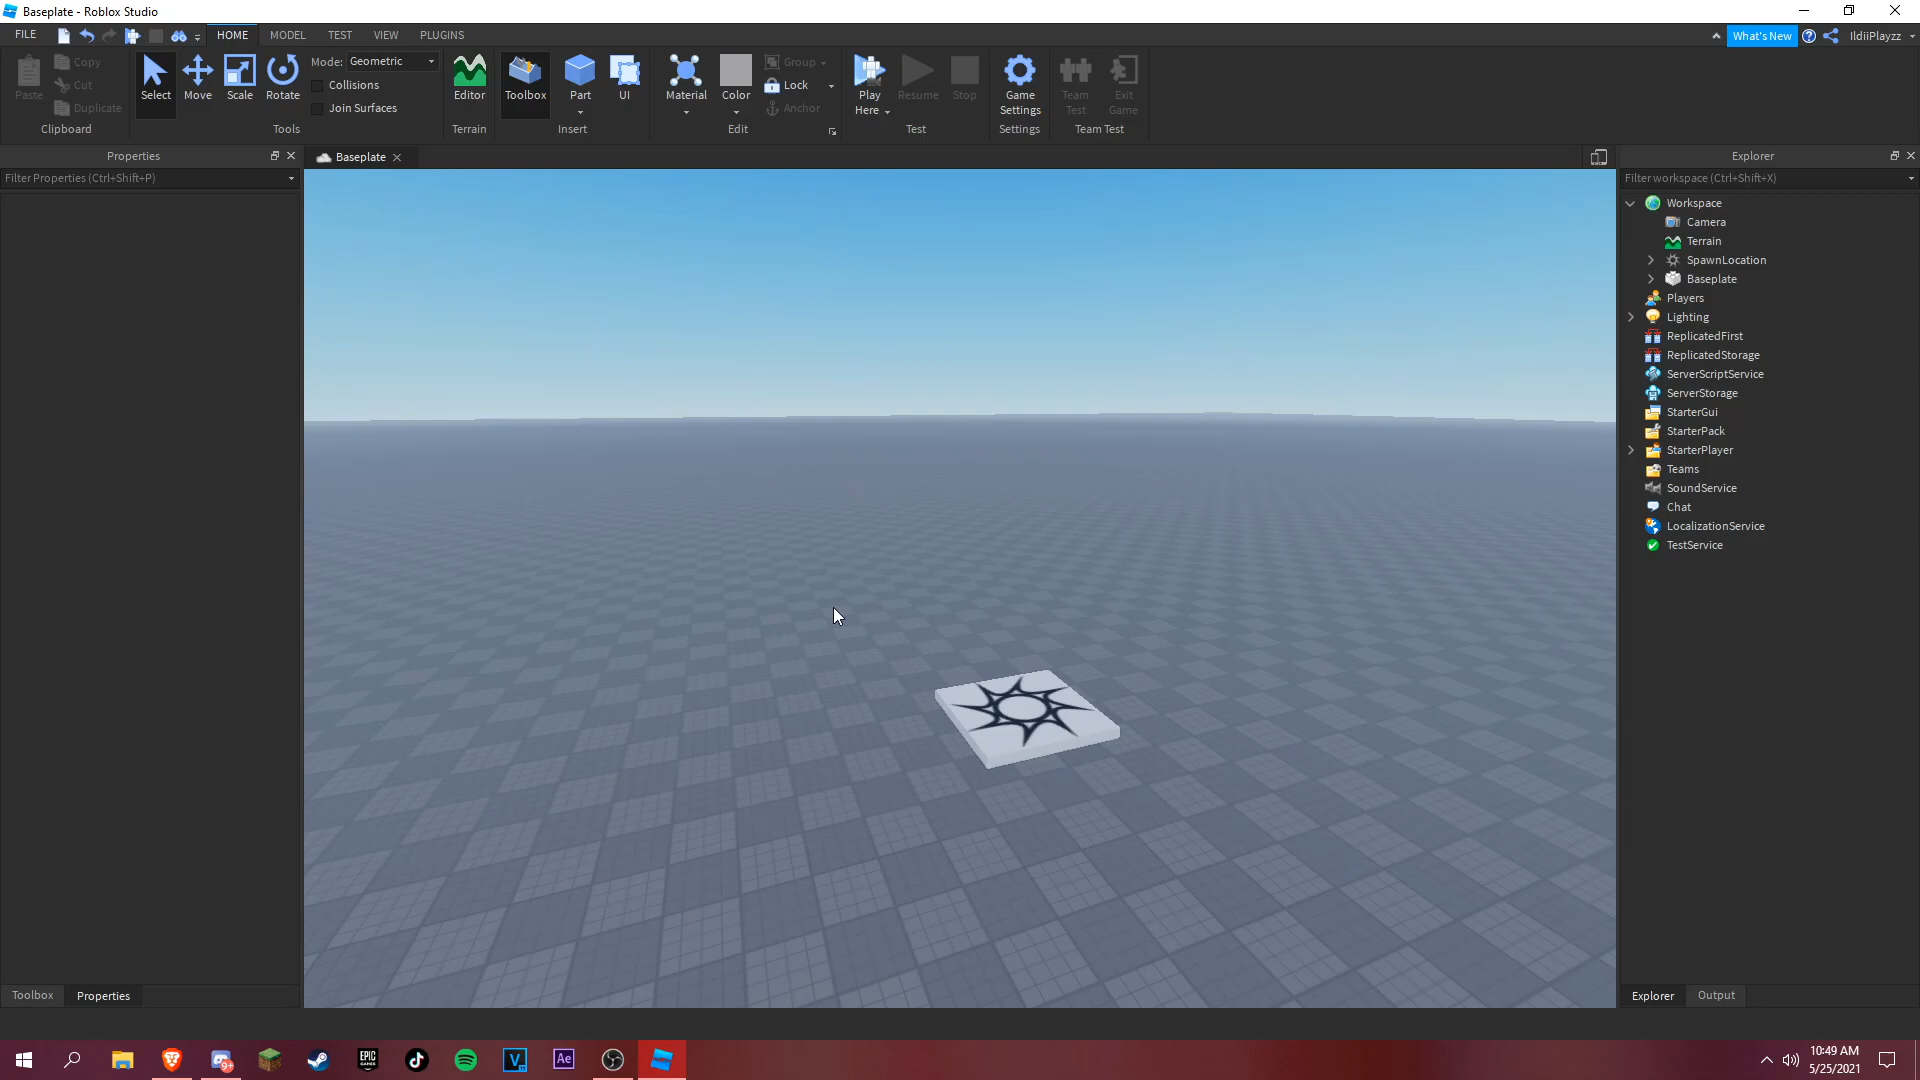 Baseplate - Roblox Studio
FILE HOME MODEL TEST VIEW PLUGINS What's New IldiiPlayzz
Paste Copy Cut Duplicate
Clipboard
Select Move Scale Rotate
Mode: Geometric
Collisions
Join Surfaces
Tools
Editor
Terrain
Toolbox Part UI
Insert
Material Color
Group
Lock
Anchor
Edit
Play Here Resume Stop
Test
Game Settings
Settings
Team Test Exit Game
Team Test
Properties
Filter Properties (Ctrl+Shift+P)
Baseplate
Explorer
Filter workspace (Ctrl+Shift+X)
Workspace
Camera
Terrain
SpawnLocation
Baseplate
Players
Lighting
ReplicatedFirst
ReplicatedStorage
ServerScriptService
ServerStorage
StarterGui
StarterPack
StarterPlayer
Teams
SoundService
Chat
LocalizationService
TestService
Toolbox Properties
Explorer Output
9+
EPIC GAMES
V
Ae
10:49 AM
5/25/2021